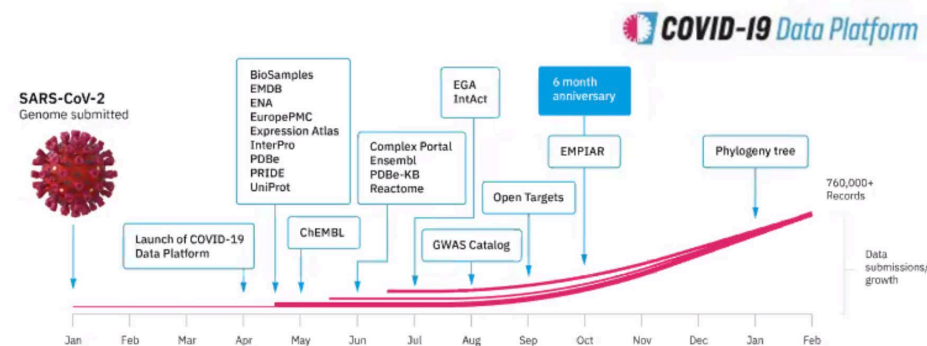 COVID-19 Data Platform
SARS-CoV-2
Genome submitted
BioSamples
EMDB
ENA
EuropePMC
Expression Atlas
InterPro
PDBe
PRIDE
UniProt
EGA
IntAct
6 month
anniversary
Complex Portal
Ensembl
PDBe-KB
Reactome
EMPIAR
Phylogeny tree
760,000+
Records
Open Targets
Launch of COVID-19
Data Platform
ChEMBL
GWAS Catalog
Data
submissions/
growth
Jan Feb Mar Apr May Jun Jul Aug Sep Oct Nov Dec Jan Feb